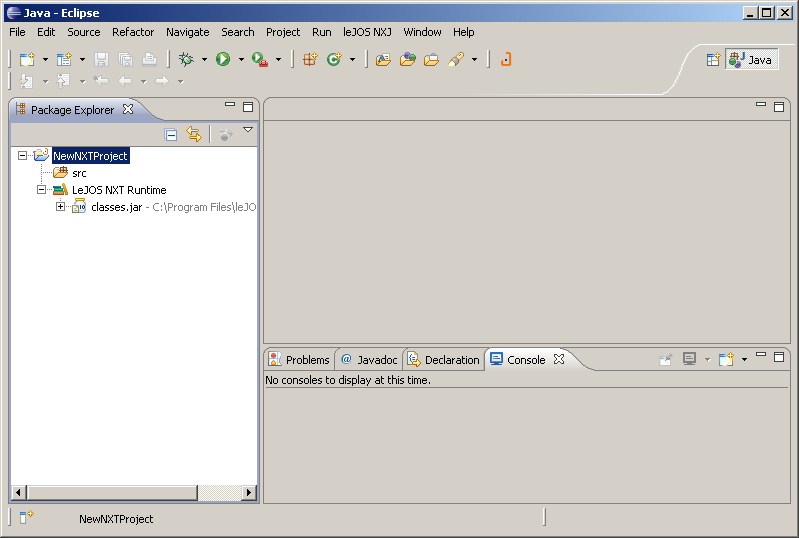 Java - Eclipse
File Edit Source Refactor Navigate Search Project Run leJOS NXJ Window Help
Java
Package Explorer
NewNXTProject
src
LeJOS NXT Runtime
classes.jar - C:\Program Files\leJO
Problems @ Javadoc Declaration Console
No consoles to display at this time.
NewNXTProject